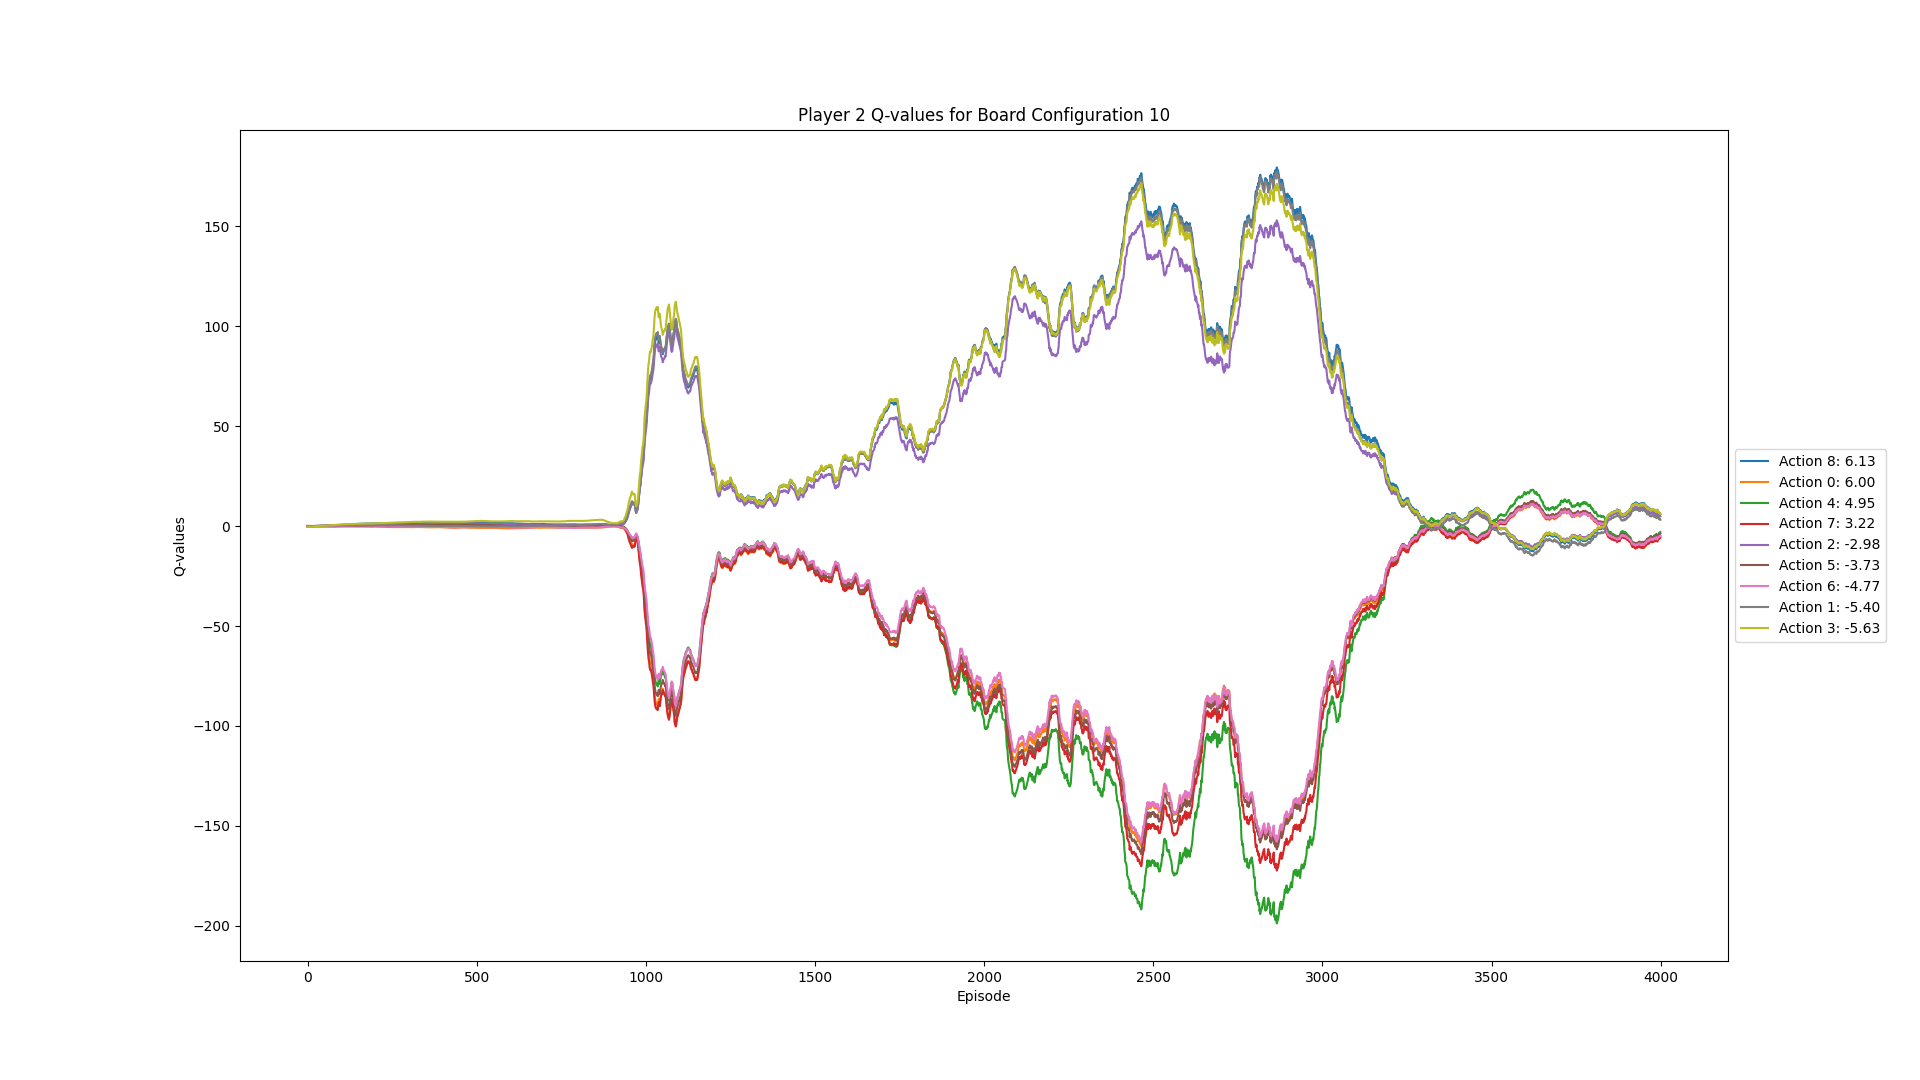 Player 2 Q-values for Board Configuration 10
Q-values
150
100
50
0
−50
−100
−150
−200
0 500 1000 1500 2000 2500 3000 3500 4000
Episode
Action 8: 6.13
Action 0: 6.00
Action 4: 4.95
Action 7: 3.22
Action 2: -2.98
Action 5: -3.73
Action 6: -4.77
Action 1: -5.40
Action 3: -5.63